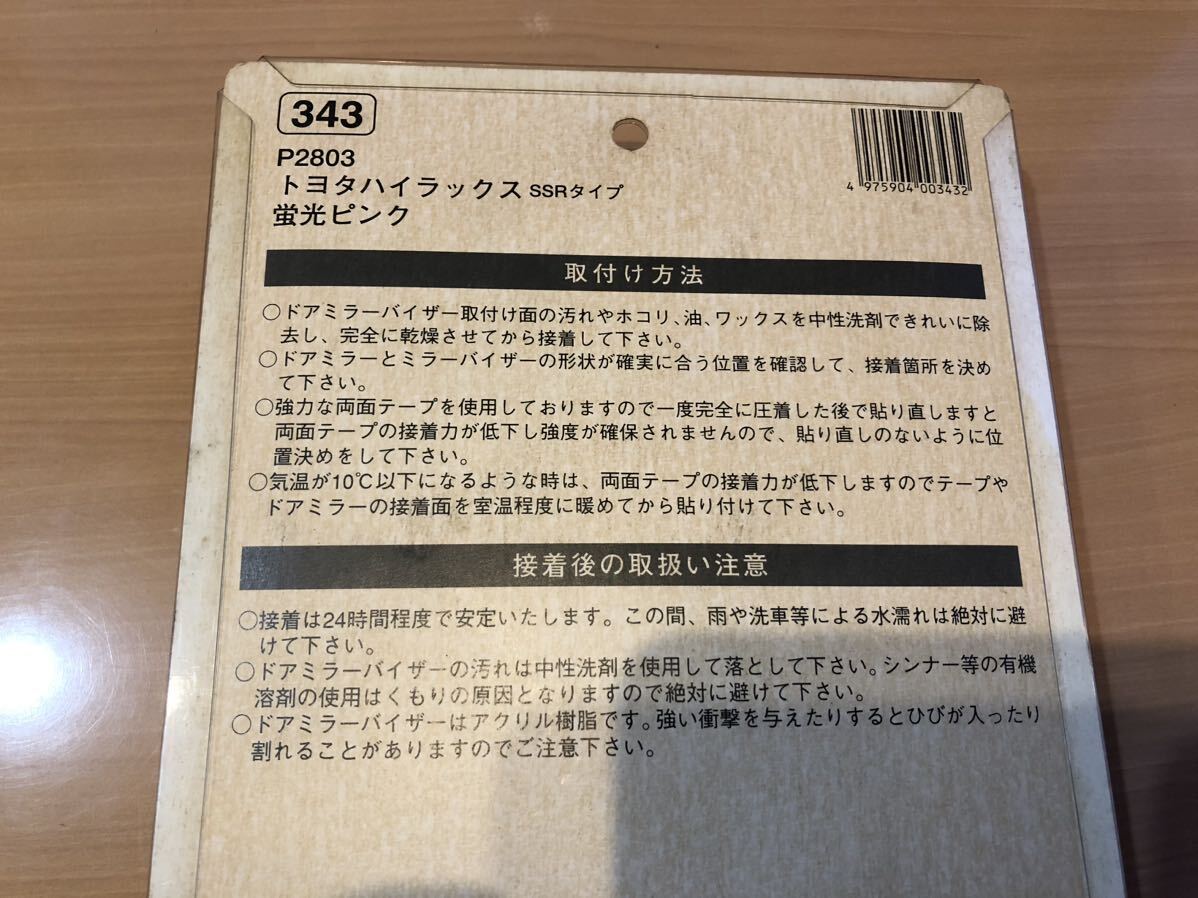 343
P2803
トヨタハイラックス SSRタイプ
蛍光ピンク
4 975904 003432
取付け方法
○ドアミラーバイザー取付け面の汚れやホコリ、油、ワックスを中性洗剤できれいに除
去し、完全に乾燥させてから接着して下さい。
○ドアミラーとミラーバイザーの形状が確実に合う位置を確認して、接着箇所を決め
て下さい。
○強力な両面テープを使用しておりますので一度完全に圧着した後で貼り直しますと
両面テープの接着力が低下し強度が確保されませんので、貼り直しのないように位
置決めをして下さい。
○気温が10℃以下になるような時は、両面テープの接着力が低下しますのでテープや
ドアミラーの接着面を室温程度に暖めてから貼り付けて下さい。
接着後の取扱い注意
○接着は24時間程度で安定いたします。この間、雨や洗車等による水濡れは絶対に避
けて下さい。
○ドアミラーバイザーの汚れは中性洗剤を使用して落として下さい。シンナー等の有機
溶剤の使用はくもりの原因となりますので絶対に避けて下さい。
○ドアミラーバイザーはアクリル樹脂です。強い衝撃を与えたりするとひびが入ったり
割れることがありますのでご注意下さい。